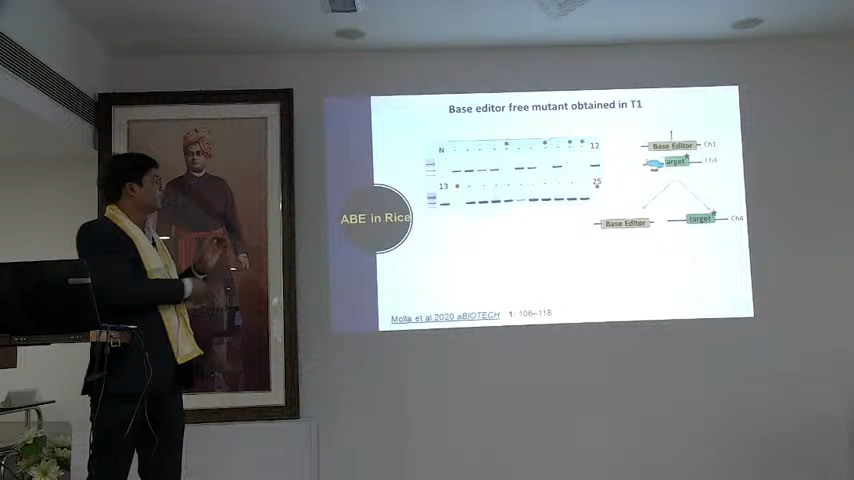 Base editor free mutant obtained in T1
N
12
13
25
Base Editor
Ch1
target
Ch4
Base Editor
target
Ch4
ABE in Rice
Molla et al 2020 aBIOTECH 1: 106–118